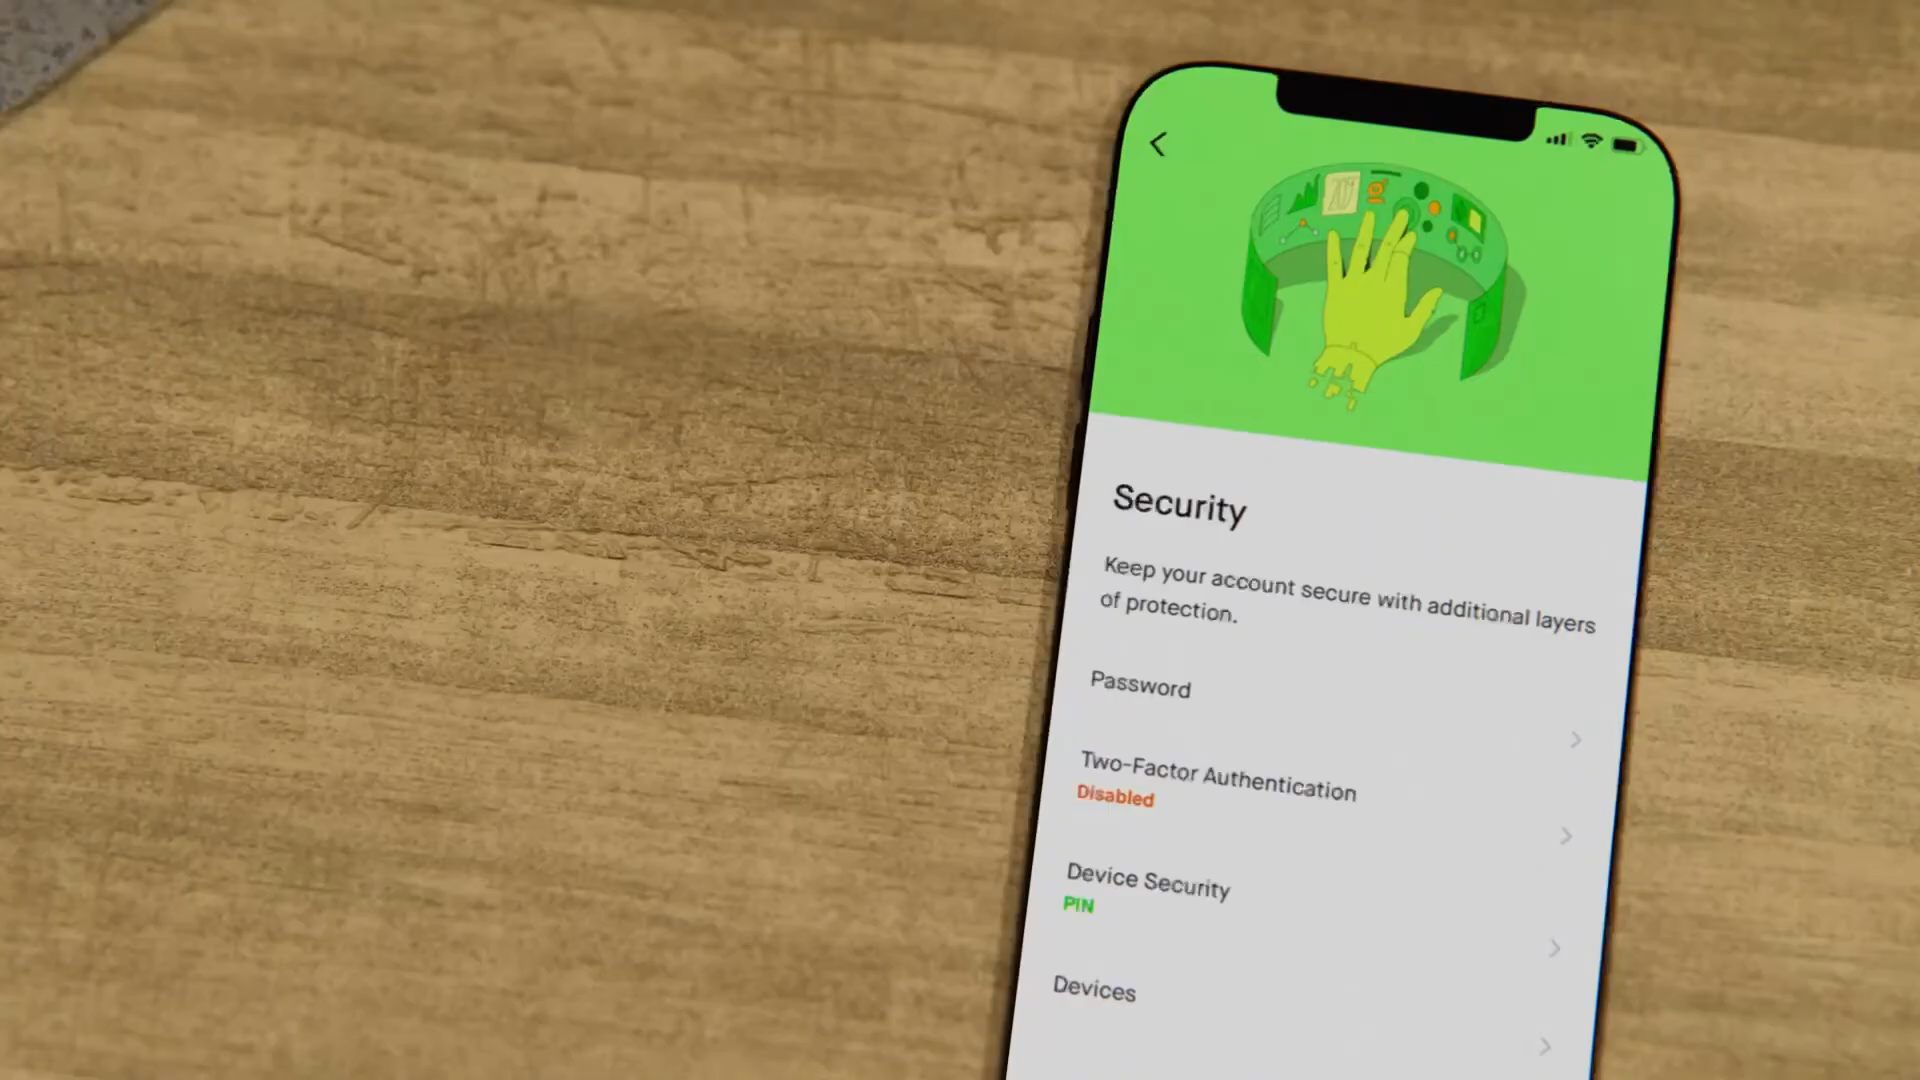 Security
Keep your account secure with additional layers
of protection.
Password
Two-Factor Authentication
Disabled
Device Security
PIN
Devices